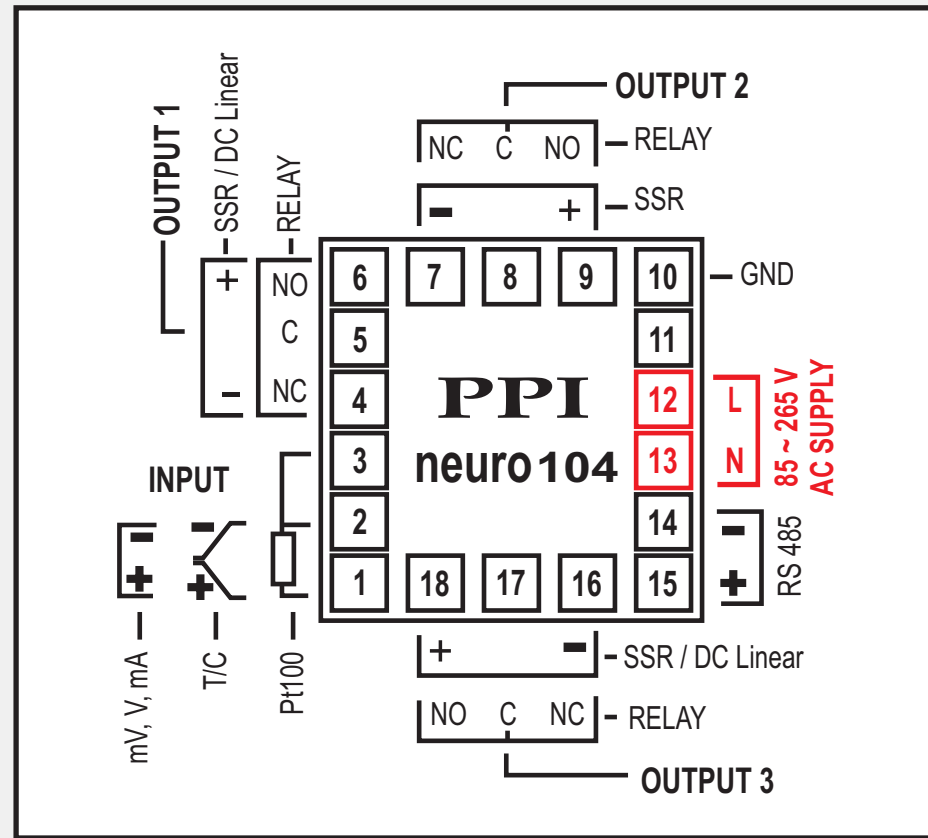 OUTPUT 2
NC C NO RELAY
- + SSR
OUTPUT 1
SSR / DC Linear
RELAY
+ -
NO
C
NC
6 7 8 9 10 GND
5 11
4 PPI 12 L
3 neuro 104 13 N
85 ~ 265 V
AC SUPPLY
2 14 -
1 18 17 16 15 +
RS 485
INPUT
- +
mV, V, mA
- +
T/C
Pt100
+ - SSR / DC Linear
NO C NC RELAY
OUTPUT 3